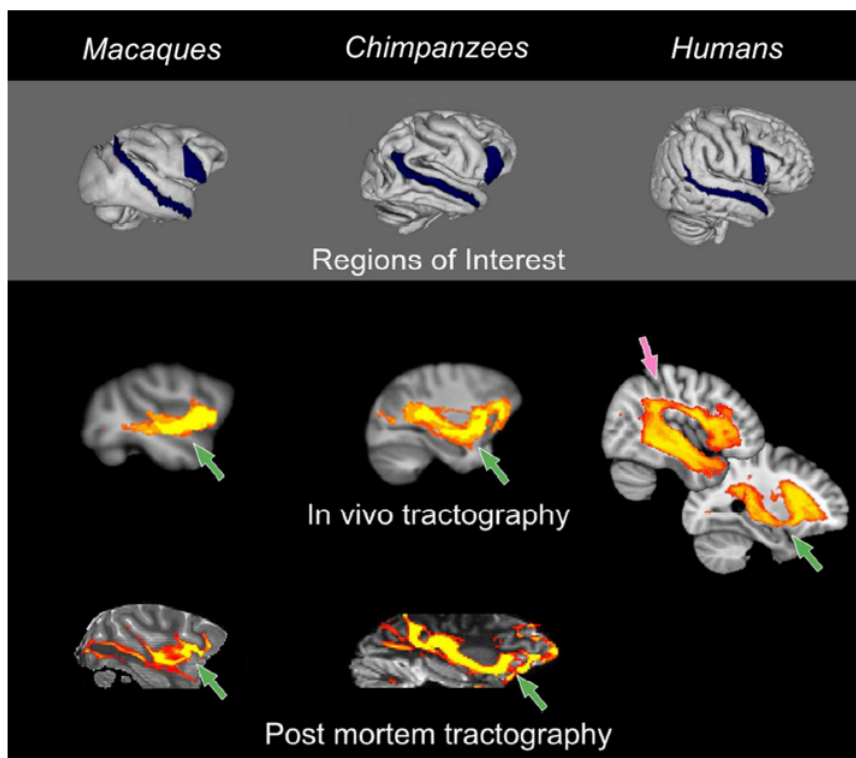 Macaques Chimpanzees Humans
Regions of Interest
In vivo tractography
Post mortem tractography